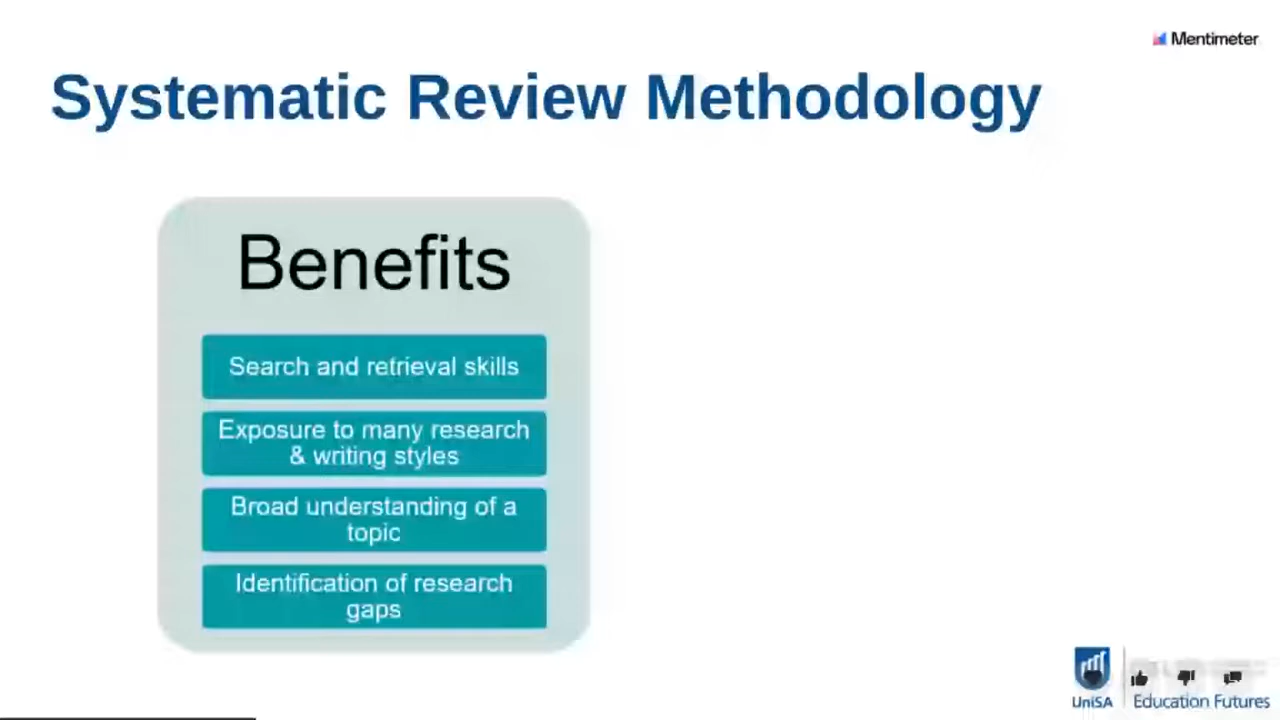 Mentimeter
Systematic Review Methodology
Benefits
Search and retrieval skills
Exposure to many research
& writing styles
Broad understanding of a
topic
Identification of research
gaps
UniSA
Education Futures